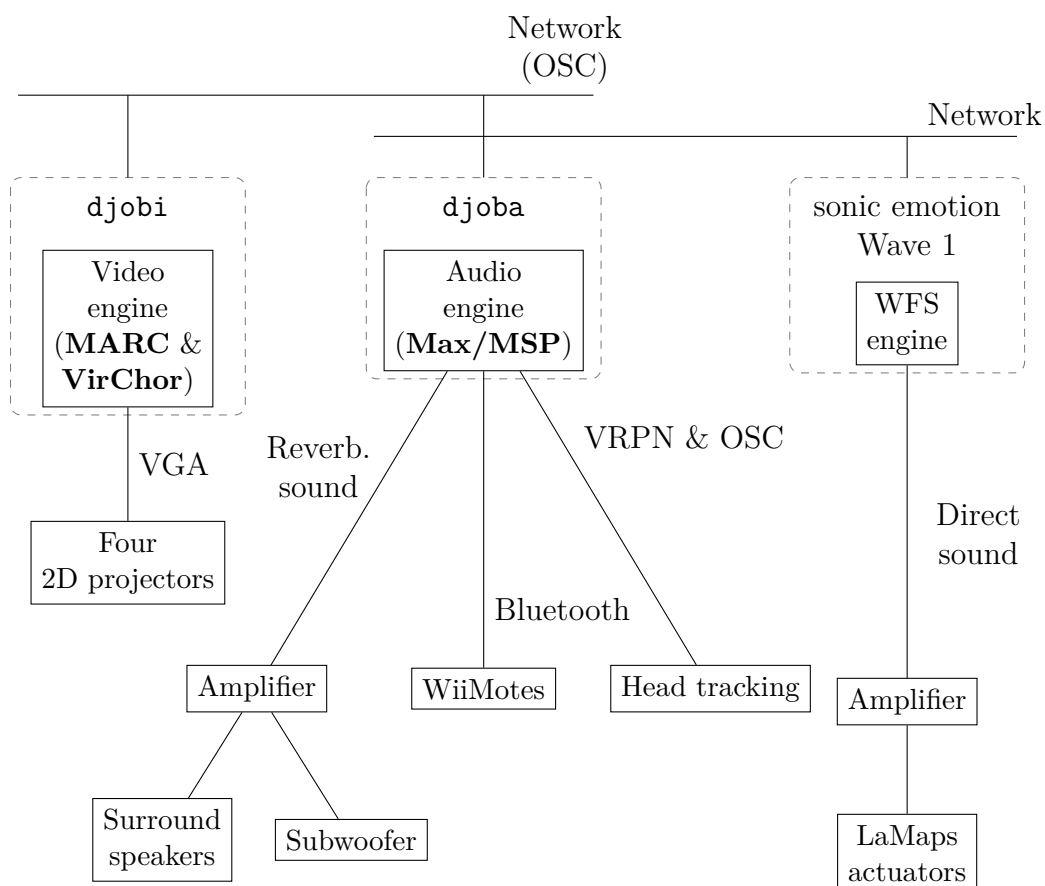 Network
(OSC)
Network
djobi
Video
engine
(MARC &
VirChor)
djoba
Audio
engine
(Max/MSP)
sonic emotion
Wave 1
WFS
engine
VGA
Reverb.
sound
VRPN & OSC
Direct
sound
Four
2D projectors
Bluetooth
Amplifier
WiiMotes
Head tracking
Amplifier
Surround
speakers
Subwoofer
LaMaps
actuators